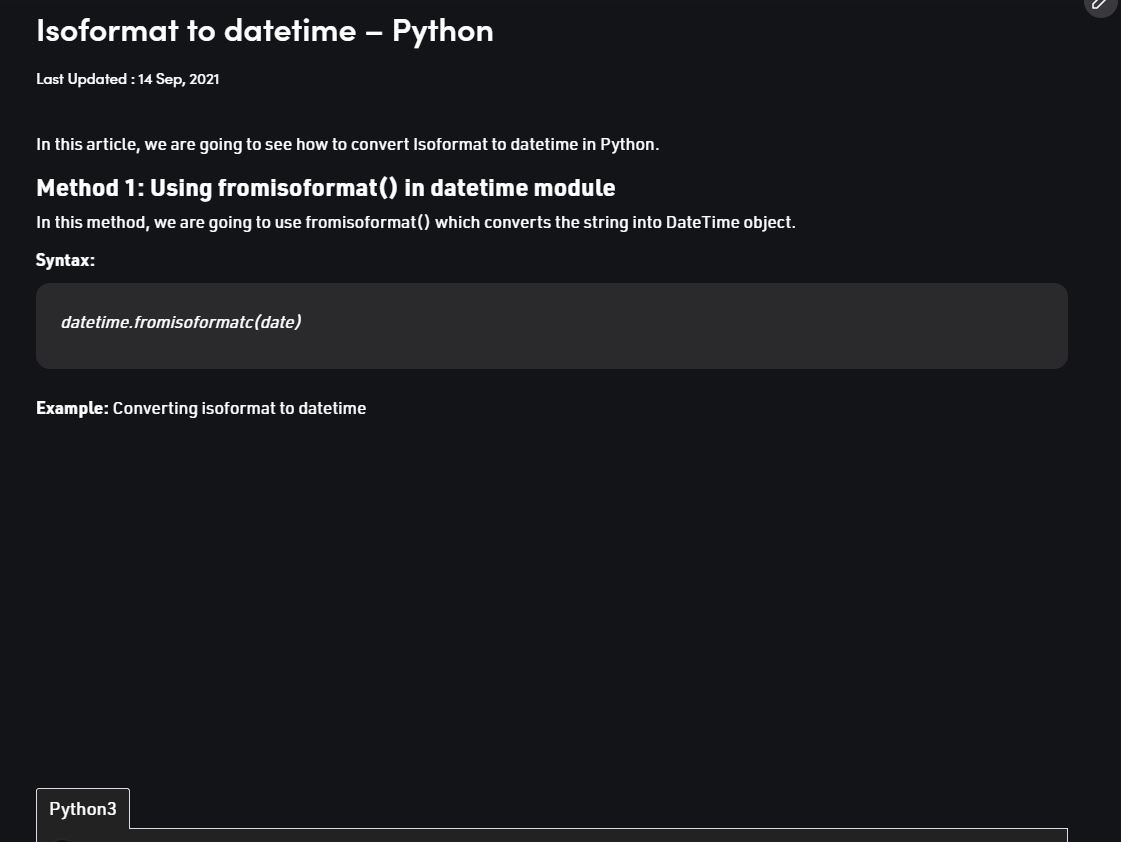 Isoformat to datetime – Python
Last Updated : 14 Sep, 2021
In this article, we are going to see how to convert Isoformat to datetime in Python.
Method 1: Using fromisoformat() in datetime module
In this method, we are going to use fromisoformat() which converts the string into DateTime object.
Syntax:
datetime.fromisoformatc(date)
Example: Converting isoformat to datetime
Python3